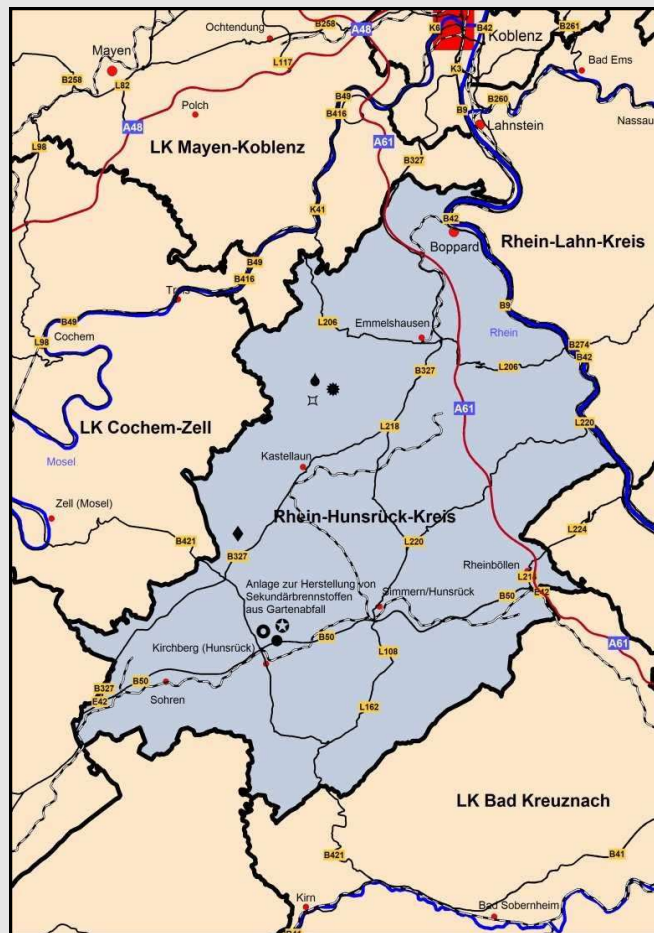 Ochtendung
B258
A48
K6
B42
Koblenz
B261
Mayen
L117
K3
Bad Ems
B258
L82
B49
B260
Polch
B416
B9
Lahnstein
Nassau
A48
L98
LK Mayen-Koblenz
A61
B327
K41
B42
Boppard
Rhein-Lahn-Kreis
B49
B416
B9
B49
L206
Emmelshausen
Rhein
L98
Cochem
B274
B42
B327
L206
A61
LK Cochem-Zell
L218
L220
Mosel
Kastellaun
Zell (Mosel)
Rhein-Hunsrück-Kreis
L224
B421
L220
B327
Rheinböllen
Anlage zur Herstellung von
Sekundärbrennstoffen
aus Gartenabfall
Simmern/Hunsrück
B50
E42
B50
Kirchberg (Hunsrück)
A61
L108
B327
B50
E42
Sohren
L162
LK Bad Kreuznach
B421
B41
Kirn
Bad Sobernheim